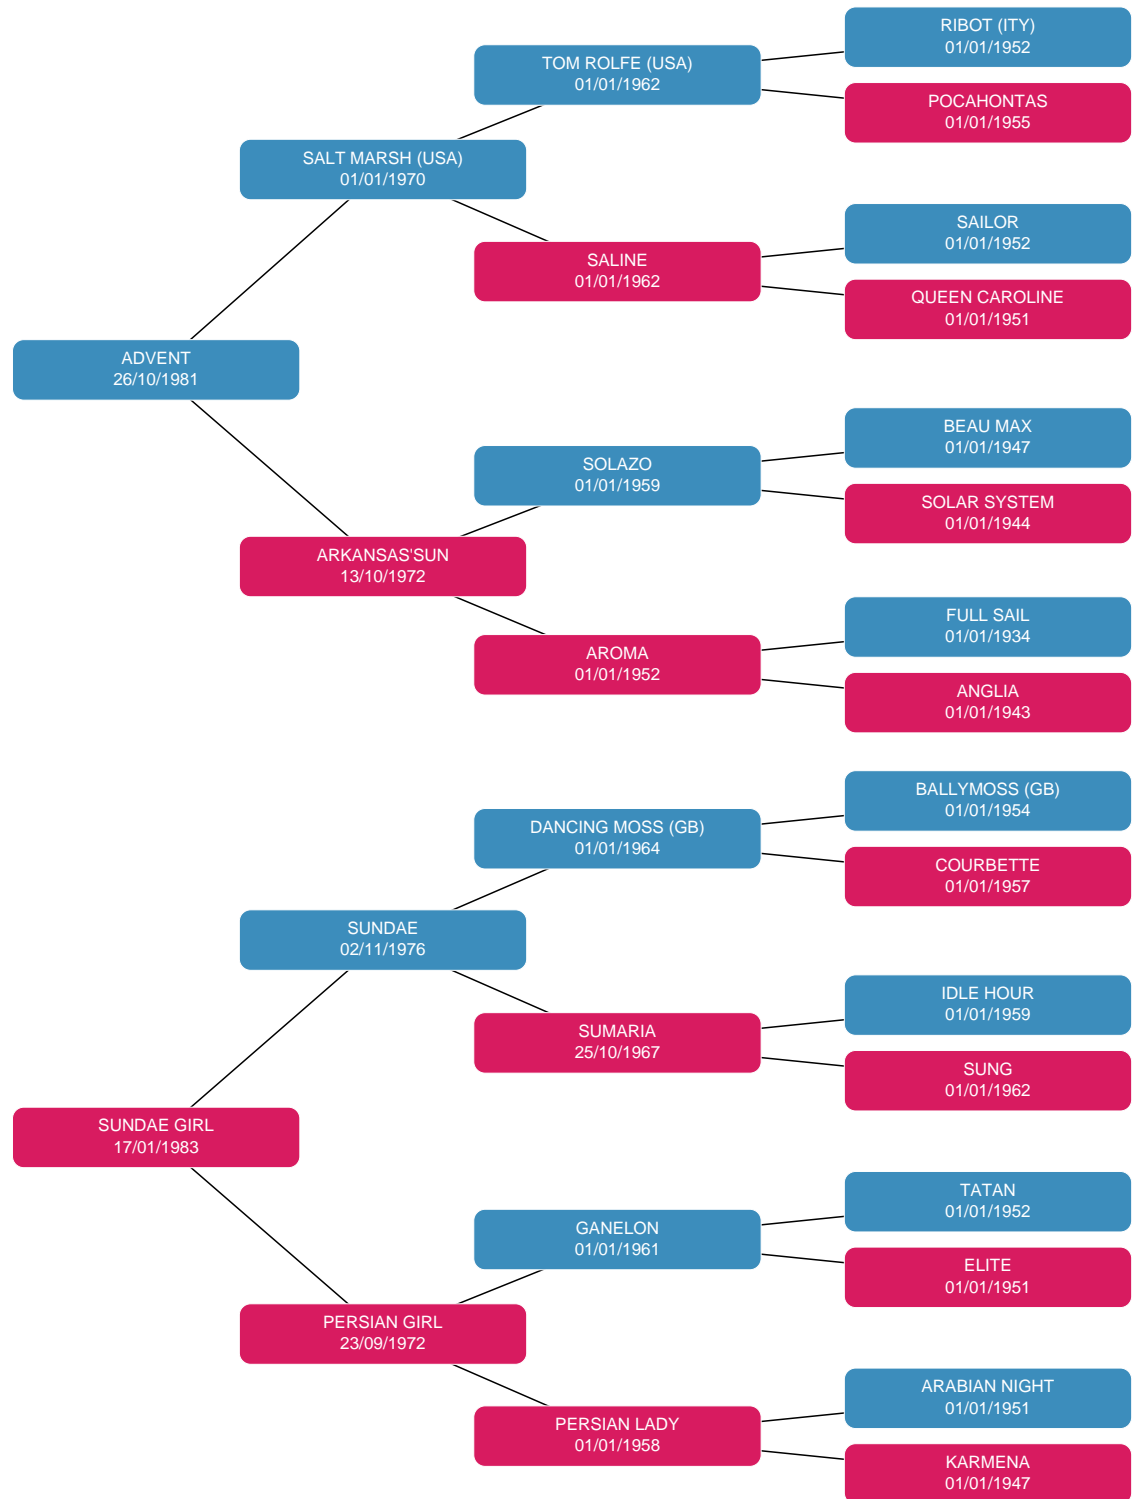 RIBOT (ITY)
01/01/1952
TOM ROLFE (USA)
01/01/1962
POCAHONTAS
01/01/1955
SALT MARSH (USA)
01/01/1970
SAILOR
01/01/1952
SALINE
01/01/1962
QUEEN CAROLINE
01/01/1951
ADVENT
26/10/1981
BEAU MAX
01/01/1947
SOLAZO
01/01/1959
SOLAR SYSTEM
01/01/1944
ARKANSAS'SUN
13/10/1972
FULL SAIL
01/01/1934
AROMA
01/01/1952
ANGLIA
01/01/1943
BALLYMOSS (GB)
01/01/1954
DANCING MOSS (GB)
01/01/1964
COURBETTE
01/01/1957
SUNDAE
02/11/1976
IDLE HOUR
01/01/1959
SUMARIA
25/10/1967
SUNG
01/01/1962
SUNDAE GIRL
17/01/1983
TATAN
01/01/1952
GANELON
01/01/1961
ELITE
01/01/1951
PERSIAN GIRL
23/09/1972
ARABIAN NIGHT
01/01/1951
PERSIAN LADY
01/01/1958
KARMENA
01/01/1947